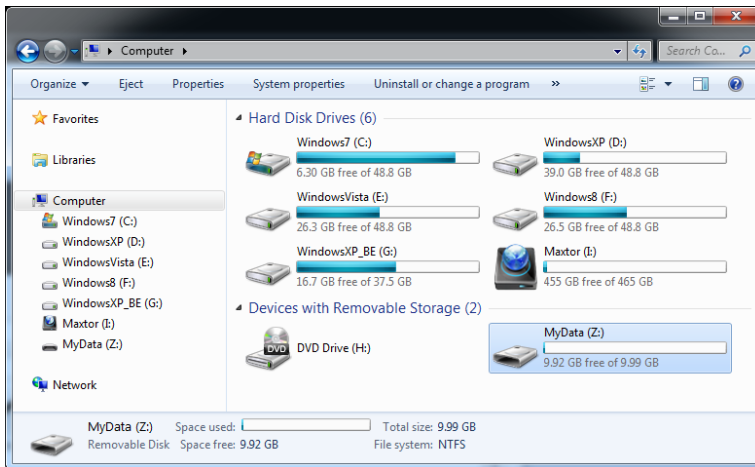 Computer
Search Co...
Organize Eject Properties System properties Uninstall or change a program »
Favorites
Libraries
Computer
Windows7 (C:)
WindowsXP (D:)
WindowsVista (E:)
Windows8 (F:)
WindowsXP_BE (G:)
Maxtor (I:)
MyData (Z:)
Network
Hard Disk Drives (6)
Windows7 (C:)
6.30 GB free of 48.8 GB
WindowsXP (D:)
39.0 GB free of 48.8 GB
WindowsVista (E:)
26.3 GB free of 48.8 GB
Windows8 (F:)
26.5 GB free of 48.8 GB
WindowsXP_BE (G:)
16.7 GB free of 37.5 GB
Maxtor (I:)
455 GB free of 465 GB
Devices with Removable Storage (2)
DVD
DVD Drive (H:)
MyData (Z:)
9.92 GB free of 9.99 GB
MyData (Z:) Space used: Total size: 9.99 GB
Removable Disk Space free: 9.92 GB File system: NTFS